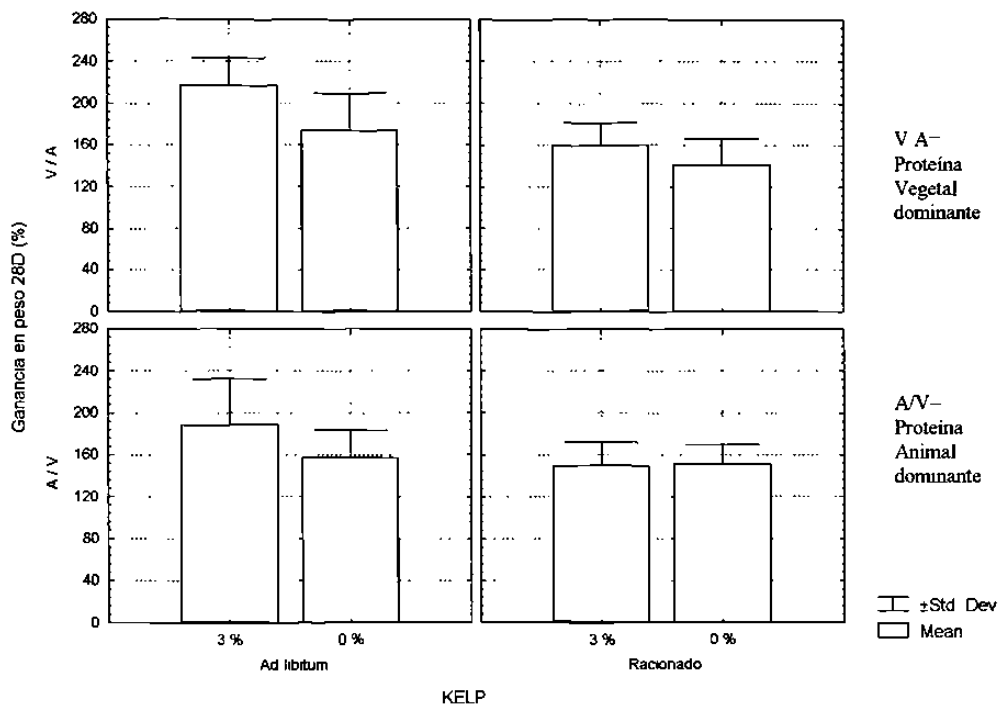 Ganancia en peso 28D (%)
V / A
280
240
200
160
120
80
40
0
A / V
280
240
200
160
120
80
40
0
3 %
0 %
3 %
0 %
Ad libitum
Racionado
KELP
V A–
Proteína
Vegetal
dominante
A/V–
Proteina
Animal
dominante
±Std Dev
Mean